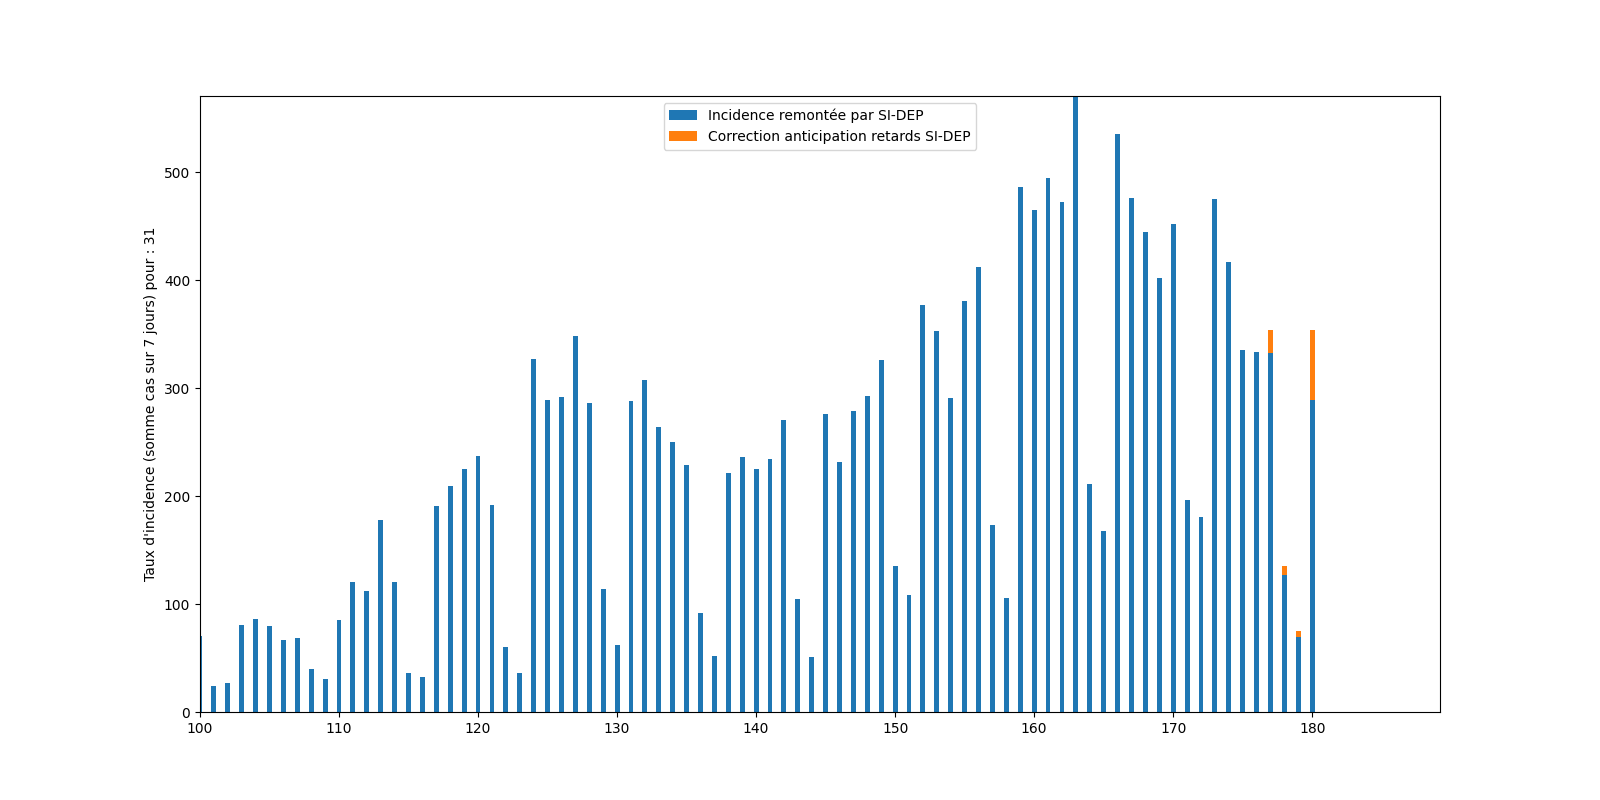 Incidence remontée par SI-DEP
Correction anticipation retards SI-DEP
Taux d'incidence (somme cas sur 7 jours) pour : 31
500
400
300
200
100
0
100 110 120 130 140 150 160 170 180